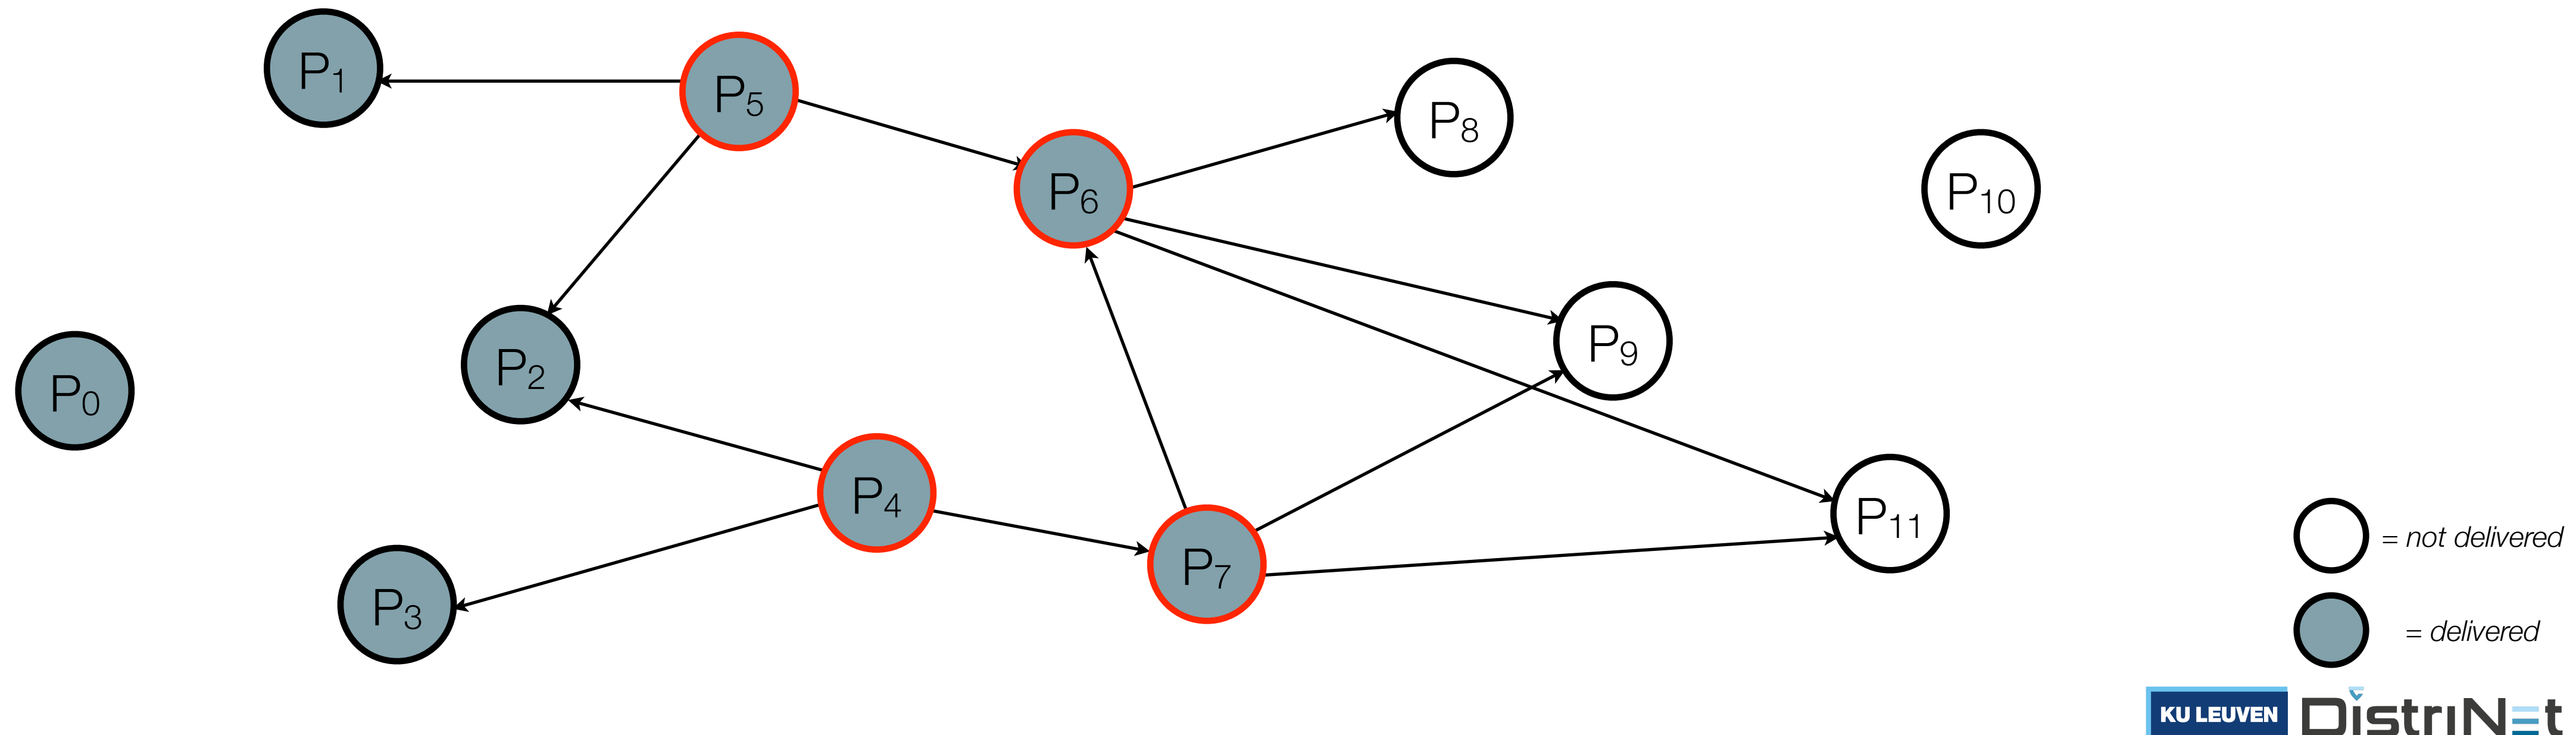 P1
P5
P8
P6
P10
P9
P2
P0
P4
P11
P7
P3
= not delivered
= delivered
KU LEUVEN DistriNet